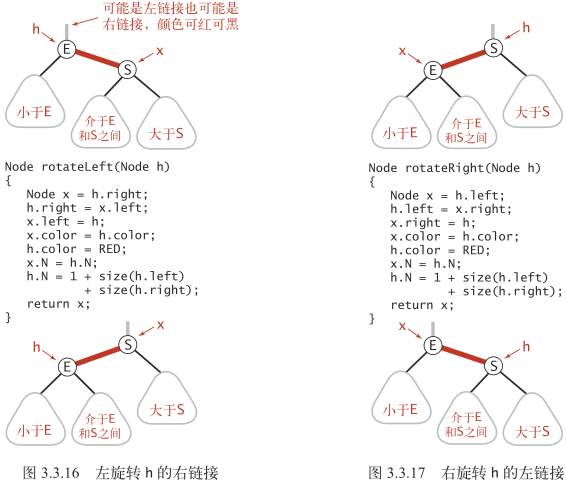 可能是左链接也可能是
右链接，颜色可红可黑
h
E
x
S
小于E
介于E
和S之间
大于S
Node rotateLeft(Node h)
{
Node x = h.right;
h.right = x.left;
x.left = h;
x.color = h.color;
h.color = RED;
x.N = h.N;
h.N = 1 + size(h.left)
+ size(h.right);
return x;
}
x
S
h
E
小于E
介于E
和S之间
大于S
图 3.3.16 左旋转 h 的右链接
h
S
x
E
小于E
介于E
和S之间
大于S
Node rotateRight(Node h)
{
Node x = h.left;
h.left = x.right;
x.right = h;
x.color = h.color;
h.color = RED;
x.N = h.N;
h.N = 1 + size(h.left)
+ size(h.right);
return x;
}
x
E
h
S
小于E
介于E
和S之间
大于S
图 3.3.17 右旋转 h 的左链接